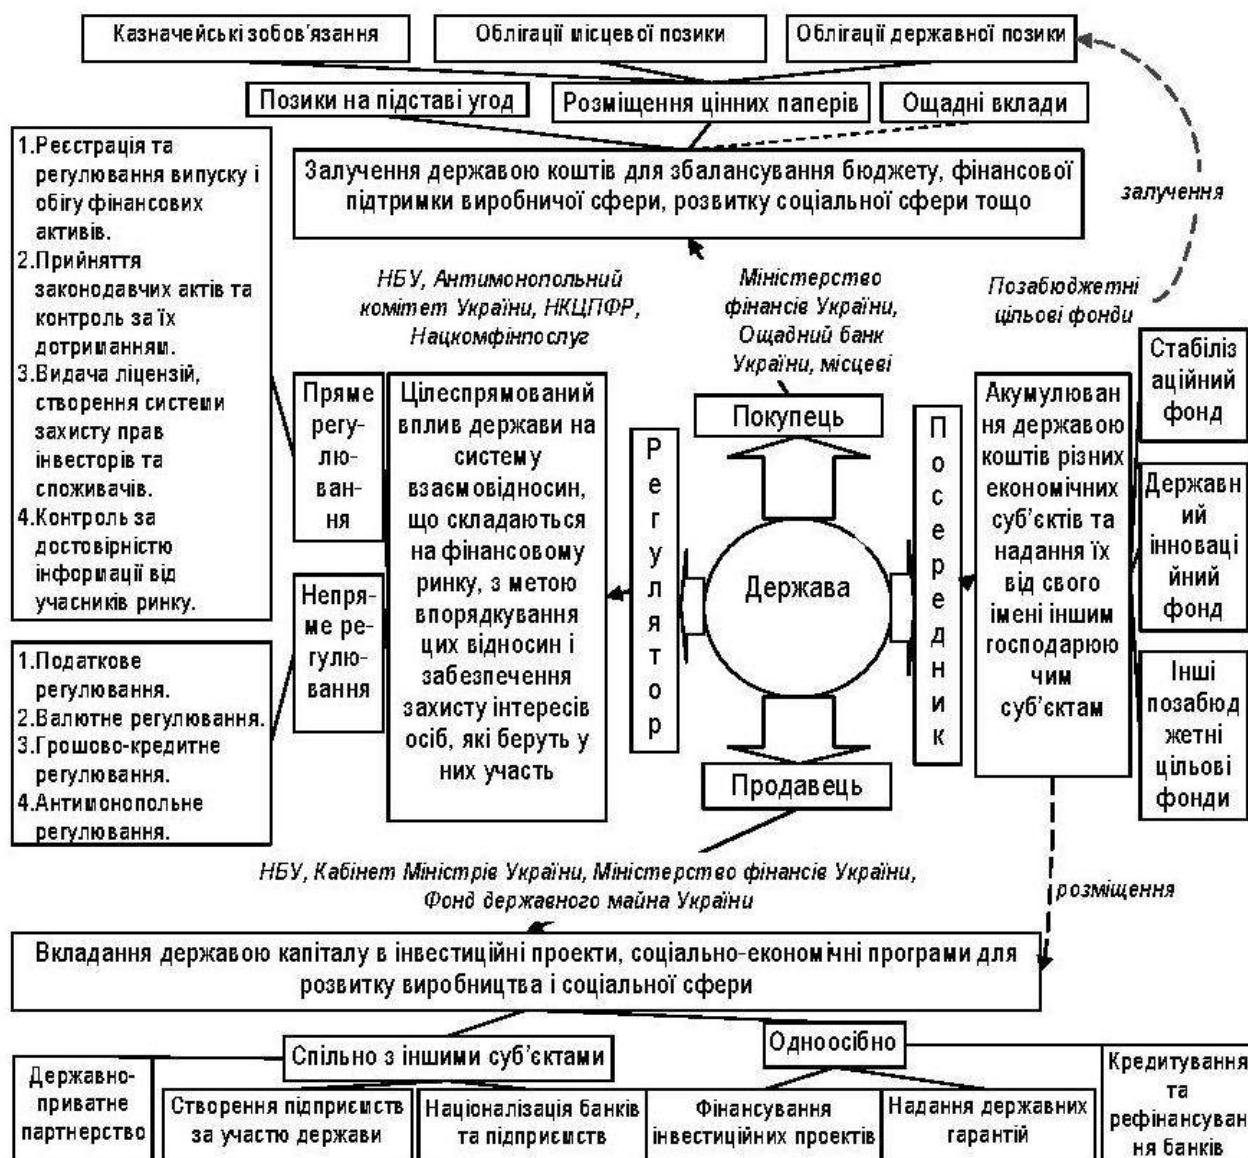 Казначейські зобов'язання
Облігації місцевої позики
Облігації державної позики
Позики на підставі угод
Розміщення цінних паперів
Ощадні вклади
Залучення державою коштів для збалансування бюджету, фінансової
підтримки виробничої сфери, розвитку соціальної сфери тощо
залучення
1.Реєстрація та
регулювання випуску і
обігу фінансових
активів.
2.Прийняття
законодавчих актів та
контроль за їх
дотриманням.
3.Видача ліцензій,
створення системи
захисту прав
інвесторів та
споживачів.
4.Контроль за
достовірністю
інформації від
учасників ринку.
НБУ, Антимонопольний
комітет України, НКЦПФР,
Нацкомфінпослуг
Міністерство
фінансів України,
Ощадний банк
України, місцеві
Позабюджетні
цільові фонди
Пряме
регу-
лю-
ван-
ня
Непря-
ме ре-
гулю-
вання
1.Податкове
регулювання.
2.Валютне регулювання.
3.Грошово-кредитне
регулювання.
4.Антимонопольне
регулювання.
Цілеспрямований
вплив держави на
систему
взаємовідносин,
що складаються
на фінансовому
ринку, з метою
впорядкування
цих відносин і
забезпечення
захисту інтересів
осіб, які беруть у
них участь
Регулятор
Покупець
Держава
Продавець
Посередник
Акумулюван
ня державою
коштів різних
економічних
суб'єктів та
надання їх
від свого
імені іншим
господарюю
чим
суб'єктам
Стабіліз
аційний
фонд
Державн
ий
інноваці
йний
фонд
Інші
позабюд
жетні
цільові
фонди
НБУ, Кабінет Міністрів України, Міністерство фінансів України,
Фонд державного майна України
розміщення
Вкладання державою капіталу в інвестиційні проекти, соціально-економічні програми для
розвитку виробництва і соціальної сфери
Спільно з іншими суб'єктами
Одноосібно
Державно-
приватне
партнерство
Створення підприємств
за участю держави
Націоналізація банків
та підприємств
Фінансування
інвестиційних проектів
Надання державних
гарантій
Кредитування
та
рефінансуван
ня банків